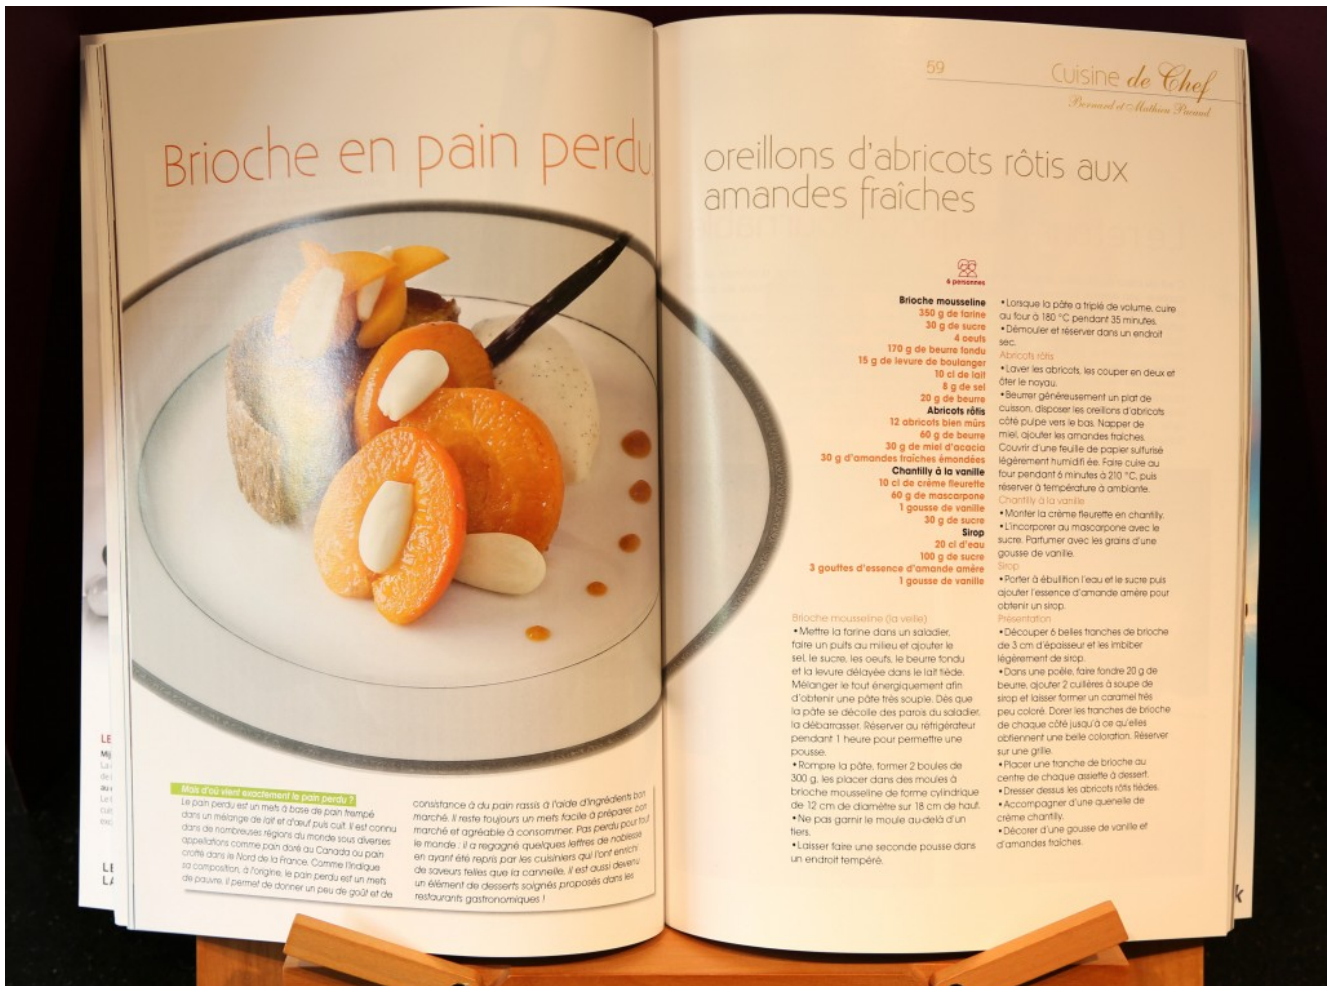 Brioche en pain perdu,
59
Cuisine de Chef
Bernard et Mathieu Pacaud
oreillons d'abricots rôtis aux
amandes fraîches
6 personnes
Brioche mousseline
350 g de farine
30 g de sucre
4 oeufs
170 g de beurre fondu
15 g de levure de boulanger
10 cl de lait
8 g de sel
20 g de beurre
Abricots rôtis
12 abricots bien mûrs
60 g de beurre
30 g de miel d'acacia
30 g d'amandes fraîches émondées
Chantilly à la vanille
10 cl de crème fleurette
60 g de mascarpone
1 gousse de vanille
30 g de sucre
Sirop
20 cl d'eau
100 g de sucre
3 gouttes d'essence d'amande amère
1 gousse de vanille
Brioche mousseline (la veille)
• Mettre la farine dans un saladier,
faire un puits au milieu et ajouter le
sel, le sucre, les oeufs, le beurre fondu
et la levure délayée dans le lait tiède.
Mélanger le tout énergiquement afin
d'obtenir une pâte très souple. Dès que
la pâte se décolle des parois du saladier,
la débarrasser. Réserver au réfrigérateur
pendant 1 heure pour permettre une
pousse.
• Rompre la pâte, former 2 boules de
300 g, les placer dans des moules à
brioche mousseline de forme cylindrique
de 12 cm de diamètre sur 18 cm de haut.
• Ne pas garnir le moule au-delà d'un
tiers.
• Laisser faire une seconde pousse dans
un endroit tempéré.
• Lorsque la pâte a triplé de volume, cuire
au four à 180 °C pendant 35 minutes.
• Démouler et réserver dans un endroit
sec.
Abricots rôtis
• Laver les abricots, les couper en deux et
ôter le noyau.
• Beurrer généreusement un plat de
cuisson, disposer les oreillons d'abricots
côté pulpe vers le bas. Napper de
miel, ajouter les amandes fraîches.
Couvrir d'une feuille de papier sulfurisé
légèrement humidifi ée. Faire cuire au
four pendant 6 minutes à 210 °C, puis
réserver à température à ambiante.
Chantilly à la vanille
• Monter la crème fleurette en chantilly.
• L'incorporer au mascarpone avec le
sucre. Parfumer avec les grains d'une
gousse de vanille.
Sirop
• Porter à ébullition l'eau et le sucre puis
ajouter l'essence d'amande amère pour
obtenir un sirop.
Présentation
• Découper 6 belles tranches de brioche
de 3 cm d'épaisseur et les imbiber
légèrement de sirop.
• Dans une poêle, faire fondre 20 g de
beurre, ajouter 2 cuillères à soupe de
sirop et laisser former un caramel très
peu coloré. Dorer les tranches de brioche
de chaque côté jusqu'à ce qu'elles
obtiennent une belle coloration. Réserver
sur une grille.
• Placer une tranche de brioche au
centre de chaque assiette à dessert.
• Dresser dessus les abricots rôtis tièdes.
• Accompagner d'une quenelle de
crème chantilly.
• Décorer d'une gousse de vanille et
d'amandes fraîches.
Mais d'où vient exactement le pain perdu ?
Le pain perdu est un mets à base de pain trempé
dans un mélange de lait et d'œuf puis cuit. Il est connu
dans de nombreuses régions du monde sous diverses
appellations comme pain doré au Canada ou pain
crotté dans le Nord de la France. Comme l'indique
sa composition, à l'origine, le pain perdu est un mets
de pauvre. Il permet de donner un peu de goût et de
consistance à du pain rassis à l'aide d'ingrédients bon
marché. Il reste toujours un mets facile à préparer, bon
marché et agréable à consommer. Pas perdu pour tout
le monde : il a regagné quelques lettres de noblesse
en ayant été repris par les cuisiniers qui l'ont enrichi
de saveurs telles que la cannelle. Il est aussi devenu
un élément de desserts soignés proposés dans les
restaurants gastronomiques !